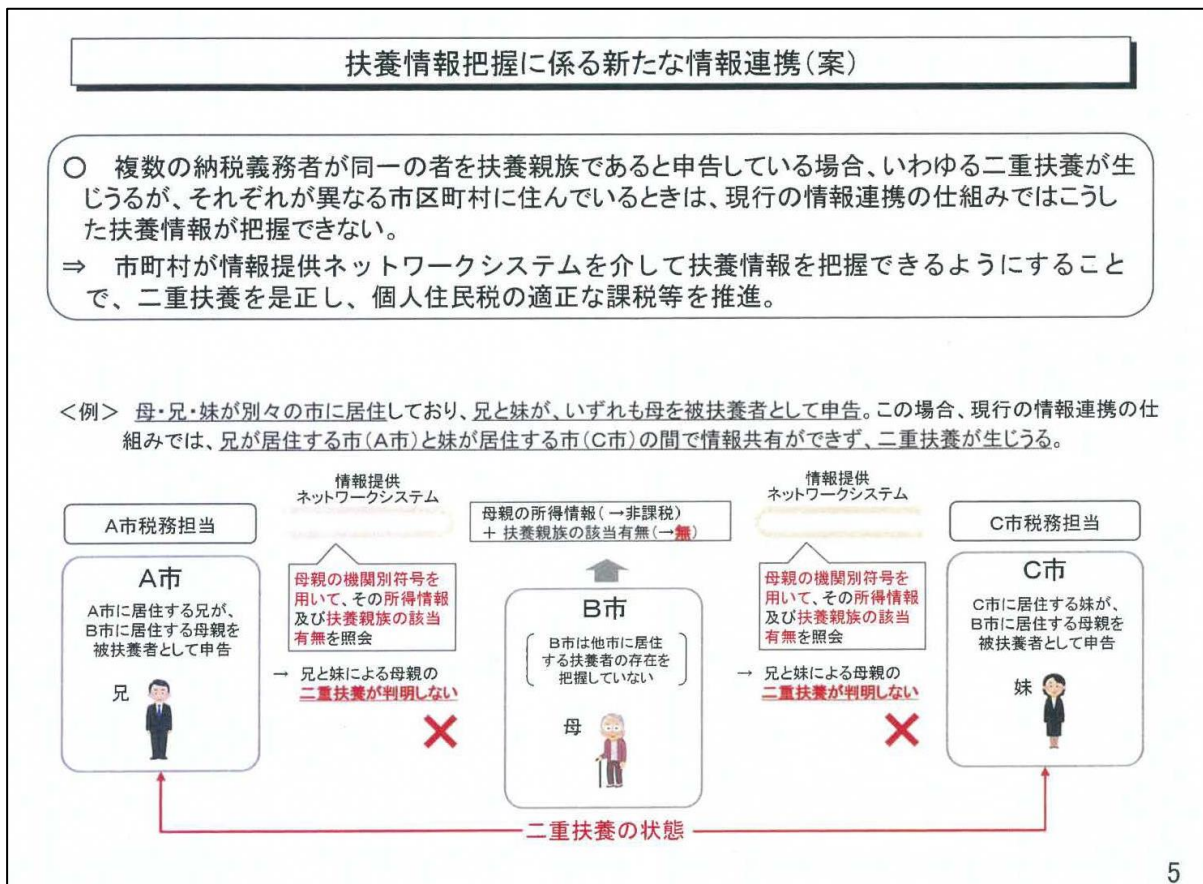 扶養情報把握に係る新たな情報連携(案)
○ 複数の納税義務者が同一の者を扶養親族であると申告している場合、いわゆる二重扶養が生
じうるが、それぞれが異なる市区町村に住んでいるときは、現行の情報連携の仕組みではこうし
た扶養情報が把握できない。
⇒ 市町村が情報提供ネットワークシステムを介して扶養情報を把握できるようにすること
で、二重扶養を是正し、個人住民税の適正な課税等を推進。
<例> 母・兄・妹が別々の市に居住しており、兄と妹が、いずれも母を被扶養者として申告。この場合、現行の情報連携の仕
組みでは、兄が居住する市(A市)と妹が居住する市(C市)の間で情報共有ができず、二重扶養が生じうる。
A市税務担当
A市
A市に居住する兄が、
B市に居住する母親を
被扶養者として申告
兄
情報提供
ネットワークシステム
母親の機関別符号を
用いて、その所得情報
及び扶養親族の該当
有無を照会
→ 兄と妹による母親の
二重扶養が判明しない
母親の所得情報(→非課税)
+ 扶養親族の該当有無(→無)
B市
B市は他市に居住
する扶養者の存在を
把握していない
母
情報提供
ネットワークシステム
母親の機関別符号を
用いて、その所得情報
及び扶養親族の該当
有無を照会
→ 兄と妹による母親の
二重扶養が判明しない
C市税務担当
C市
C市に居住する妹が、
B市に居住する母親を
被扶養者として申告
妹
二重扶養の状態
5